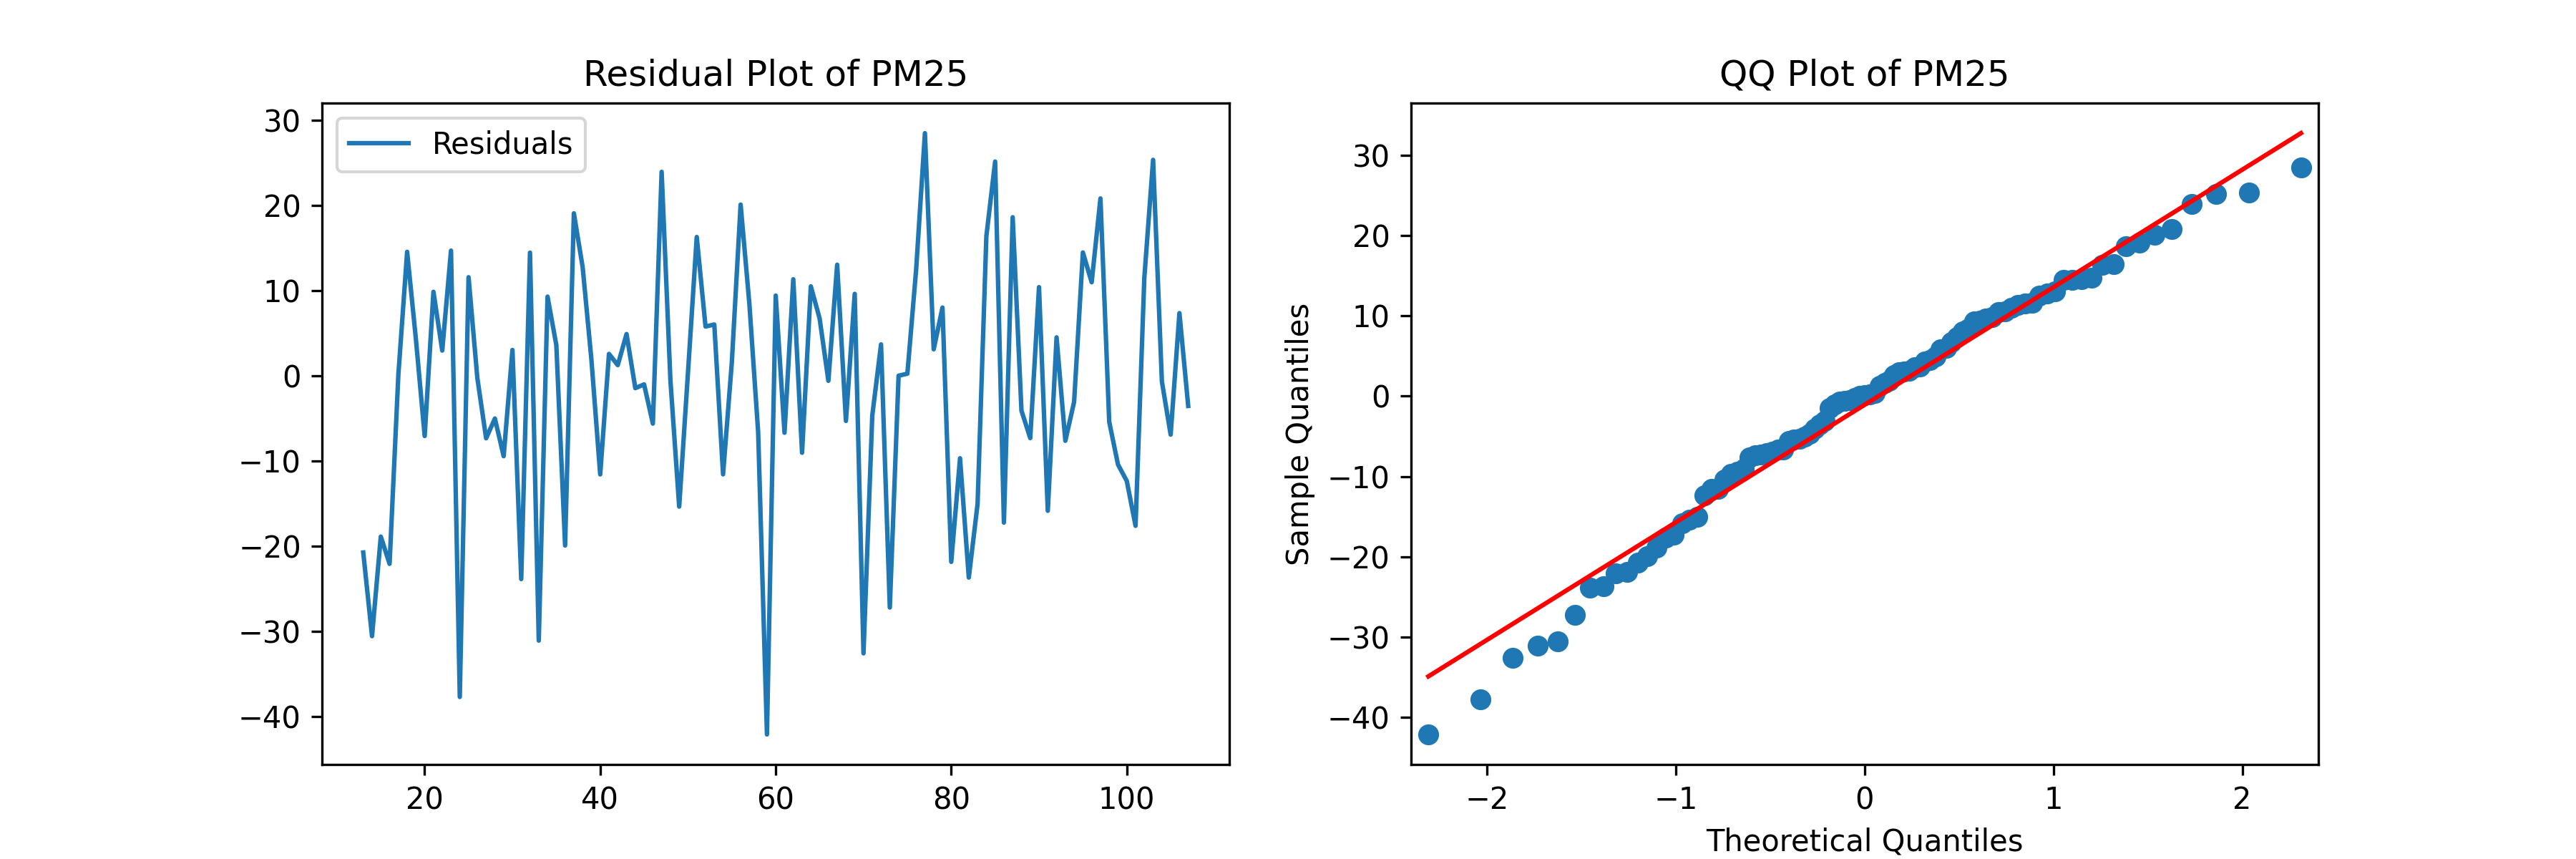 Residual Plot of PM25
Residuals
30
20
10
0
−10
−20
−30
−40
20 40 60 80 100
QQ Plot of PM25
Sample Quantiles
30
20
10
0
−10
−20
−30
−40
−2 −1 0 1 2
Theoretical Quantiles